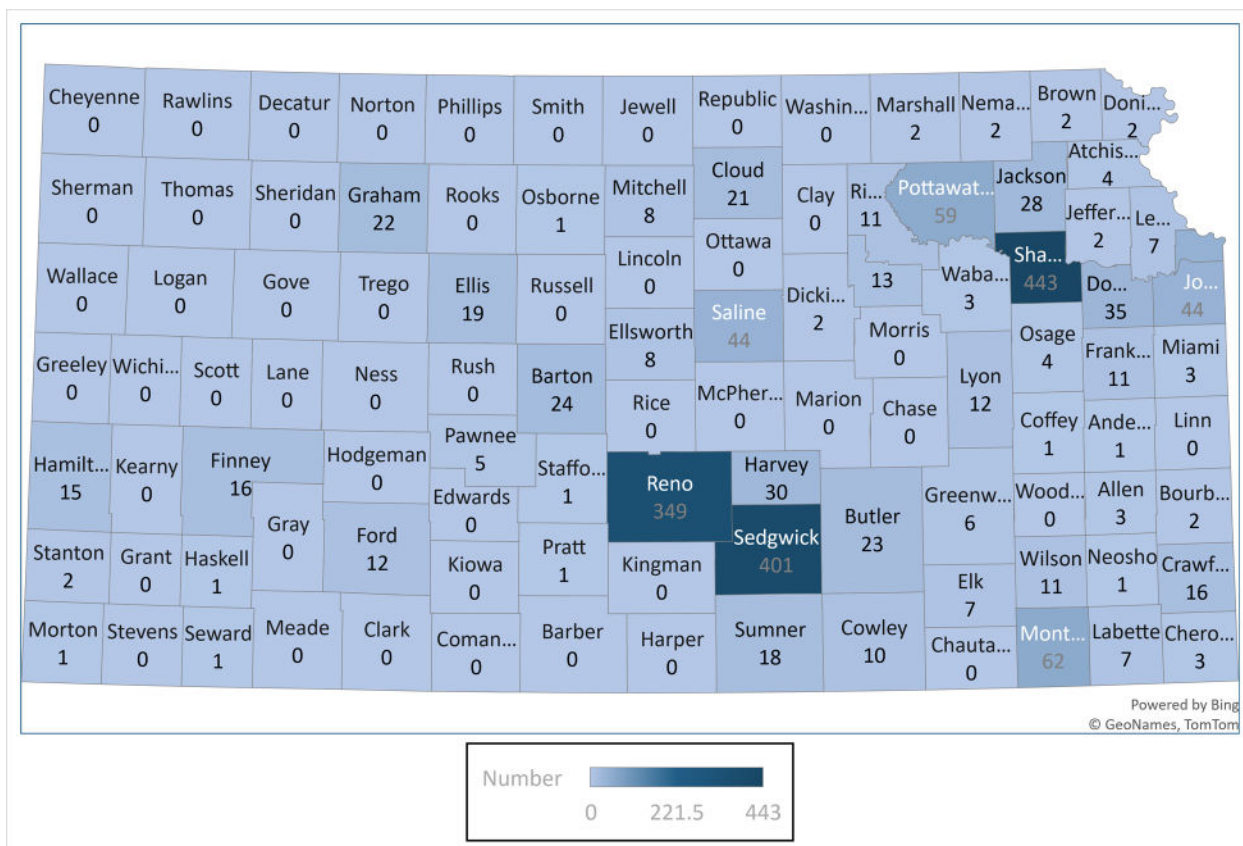 Cheyenne
0
Rawlins
0
Decatur
0
Norton
0
Phillips
0
Smith
0
Jewell
0
Republic
0
Washin...
0
Marshall
2
Nema...
2
Brown
2
Doni...
2
Sherman
0
Thomas
0
Sheridan
0
Graham
22
Rooks
0
Osborne
1
Mitchell
8
Cloud
21
Clay
0
Ri...
11
Pottawat...
59
Jackson
28
Atchis...
4
Jeffer...
2
Le...
7
Wallace
0
Logan
0
Gove
0
Trego
0
Ellis
19
Russell
0
Lincoln
0
Ottawa
0
Saline
44
Dicki...
2
13
Waba...
3
Sha...
443
Do...
35
Jo...
44
Greeley
0
Wichi...
0
Scott
0
Lane
0
Ness
0
Rush
0
Barton
24
Ellsworth
8
Rice
0
McPher...
0
Marion
0
Morris
0
Chase
0
Lyon
12
Osage
4
Frank...
11
Miami
3
Coffey
1
Ande...
1
Linn
0
Hamilt...
15
Kearny
0
Finney
16
Hodgeman
0
Pawnee
5
Staffo...
1
Edwards
0
Gray
0
Ford
12
Reno
349
Harvey
30
Sedgwick
401
Butler
23
Greenw...
6
Wood...
0
Allen
3
Bourb...
2
Stanton
2
Grant
0
Haskell
1
Kiowa
0
Pratt
1
Kingman
0
Elk
7
Wilson
11
Neosho
1
Crawf...
16
Morton
1
Stevens
0
Seward
1
Meade
0
Clark
0
Coman...
0
Barber
0
Harper
0
Sumner
18
Cowley
10
Chauta...
0
Mont...
62
Labette
7
Chero...
3
Powered by Bing
© GeoNames, TomTom
Number
0 221.5 443